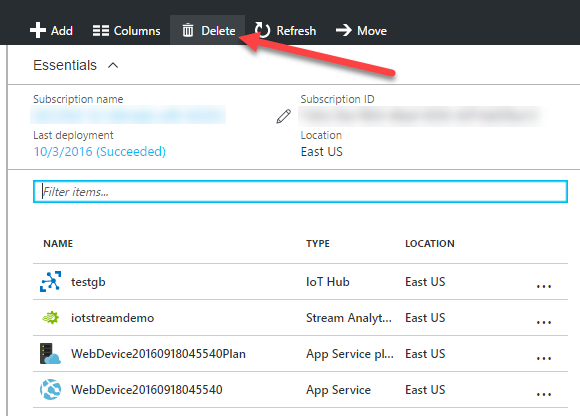 Add Columns Delete Refresh Move
Essentials
Subscription name Subscription ID
Last deployment Location
10/3/2016 (Succeeded) East US
Filter items...
NAME TYPE LOCATION
testgb IoT Hub East US ...
iotstreamdemo Stream Analyt... East US ...
WebDevice20160918045540Plan App Service pl... East US ...
WebDevice20160918045540 App Service East US ...